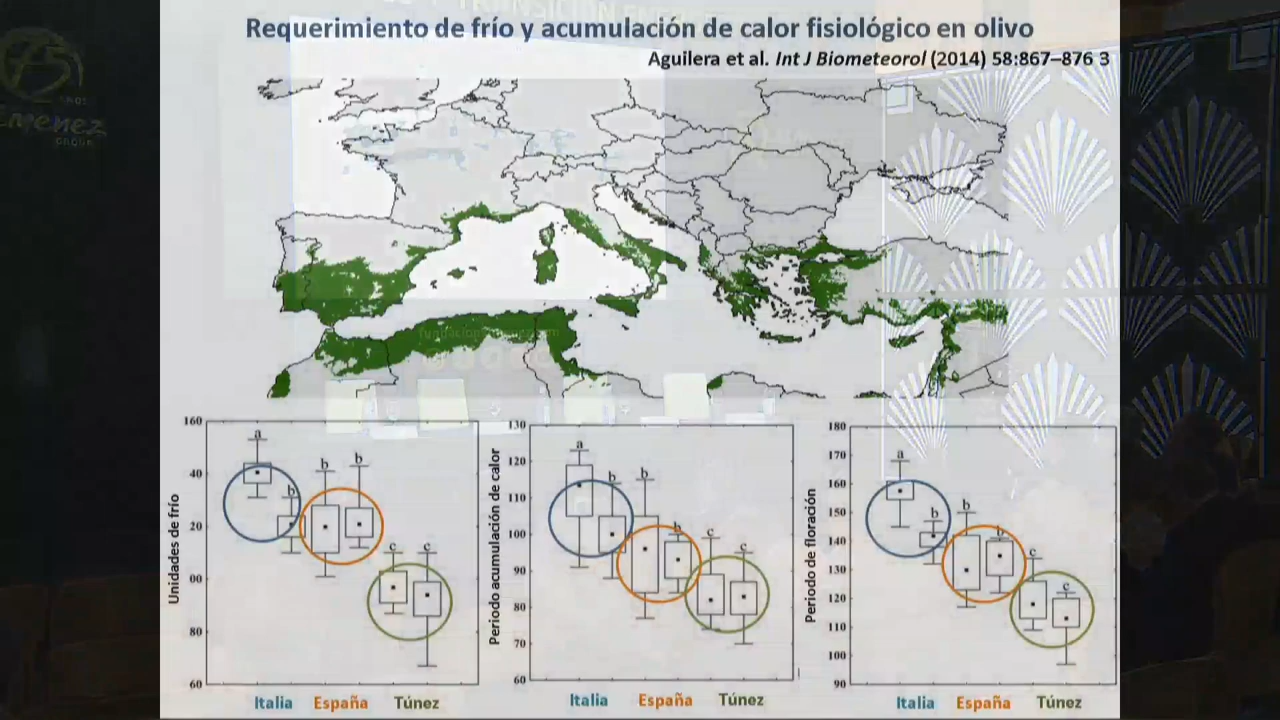 Requerimiento de frío y acumulación de calor fisiológico en olivo
Aguilera et al. Int J Biometeorol (2014) 58:867–876 3
160
40
20
00
80
60
Unidades de frío
a
b
b
b
c
c
Italia España Túnez
130
120
110
100
90
80
70
60
Periodo acumulación de calor
a
b
b
b
c
c
Italia España Túnez
180
170
160
150
140
130
120
110
100
90
Periodo de floración
a
b
b
b
c
c
Italia España Túnez